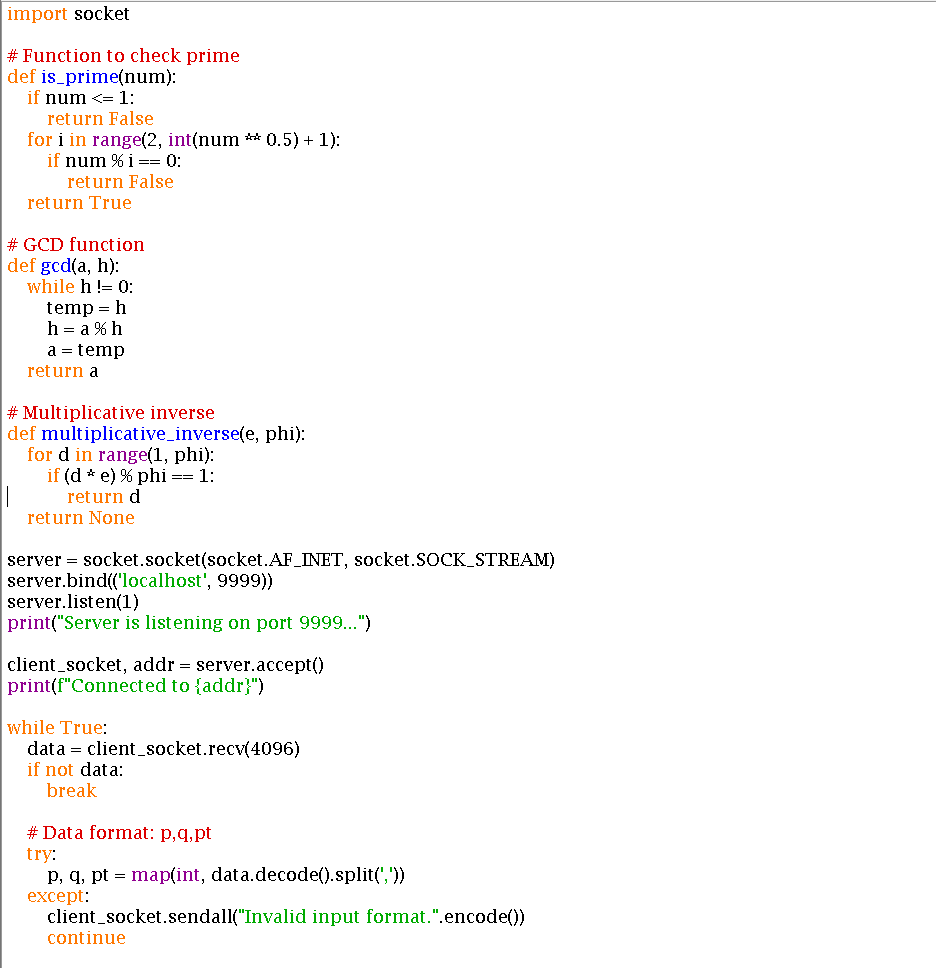 import socket

# Function to check prime
def is_prime(num):
    if num <= 1:
        return False
    for i in range(2, int(num ** 0.5) + 1):
        if num % i == 0:
            return False
    return True

# GCD function
def gcd(a, h):
    while h != 0:
        temp = h
        h = a % h
        a = temp
    return a

# Multiplicative inverse
def multiplicative_inverse(e, phi):
    for d in range(1, phi):
        if (d * e) % phi == 1:
            return d
    return None

server = socket.socket(socket.AF_INET, socket.SOCK_STREAM)
server.bind(('localhost', 9999))
server.listen(1)
print("Server is listening on port 9999...")

client_socket, addr = server.accept()
print(f"Connected to {addr}")

while True:
    data = client_socket.recv(4096)
    if not data:
        break

    # Data format: p,q,pt
    try:
        p, q, pt = map(int, data.decode().split(','))
    except:
        client_socket.sendall("Invalid input format.".encode())
        continue